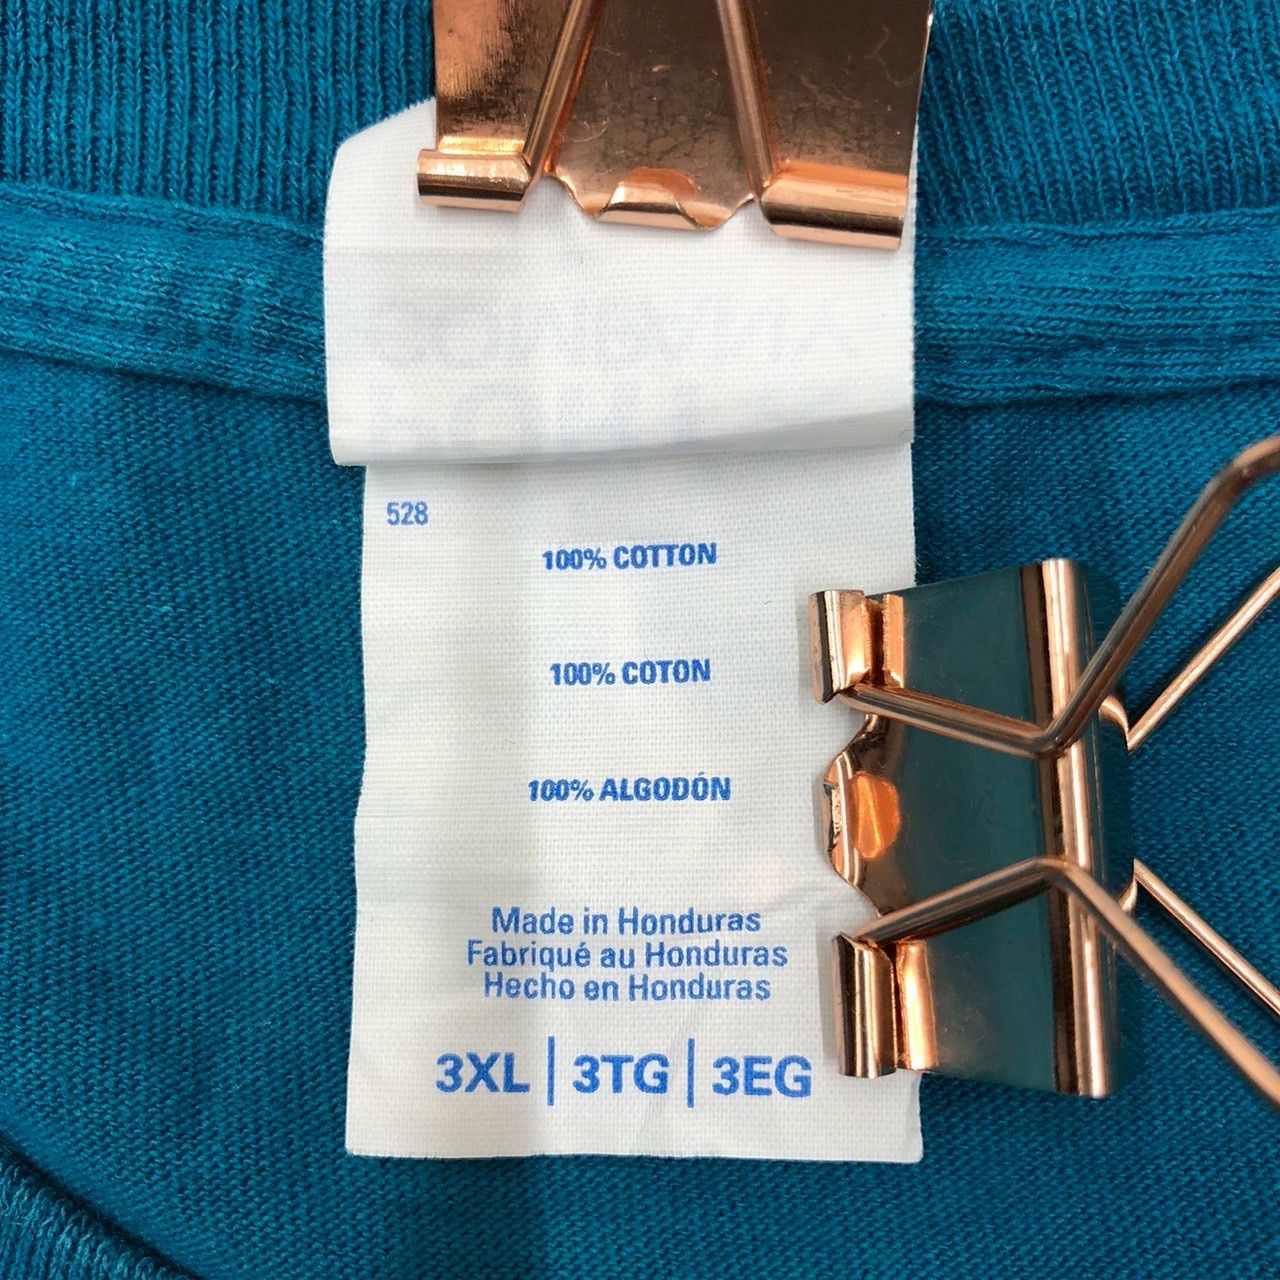 528
100% COTTON
100% COTON
100% ALGODÓN
Made in Honduras
Fabriqué au Honduras
Hecho en Honduras
3XL | 3TG | 3EG